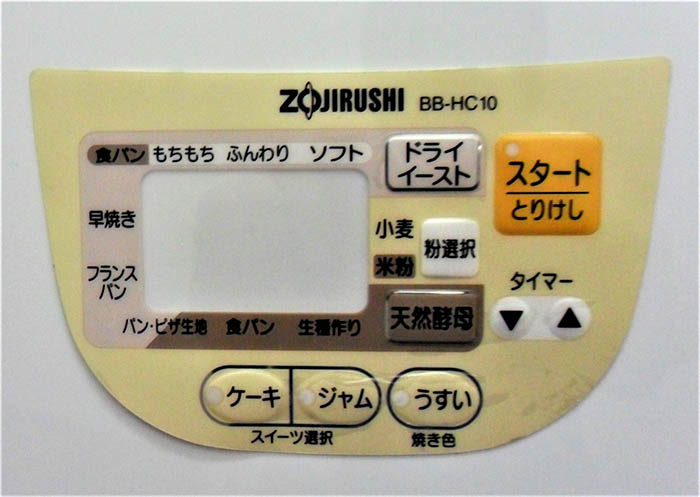 ZOJIRUSHI BB-HC10
食パン もちもち ふんわり ソフト
ドライ
イースト
スタート
とりけし
早焼き
小麦
米粉
粉選択
フランス
パン
タイマー
▼ ▲
パン・ピザ生地 食パン 生種作り
天然酵母
ケーキ ジャム うすい
スイーツ選択 焼き色